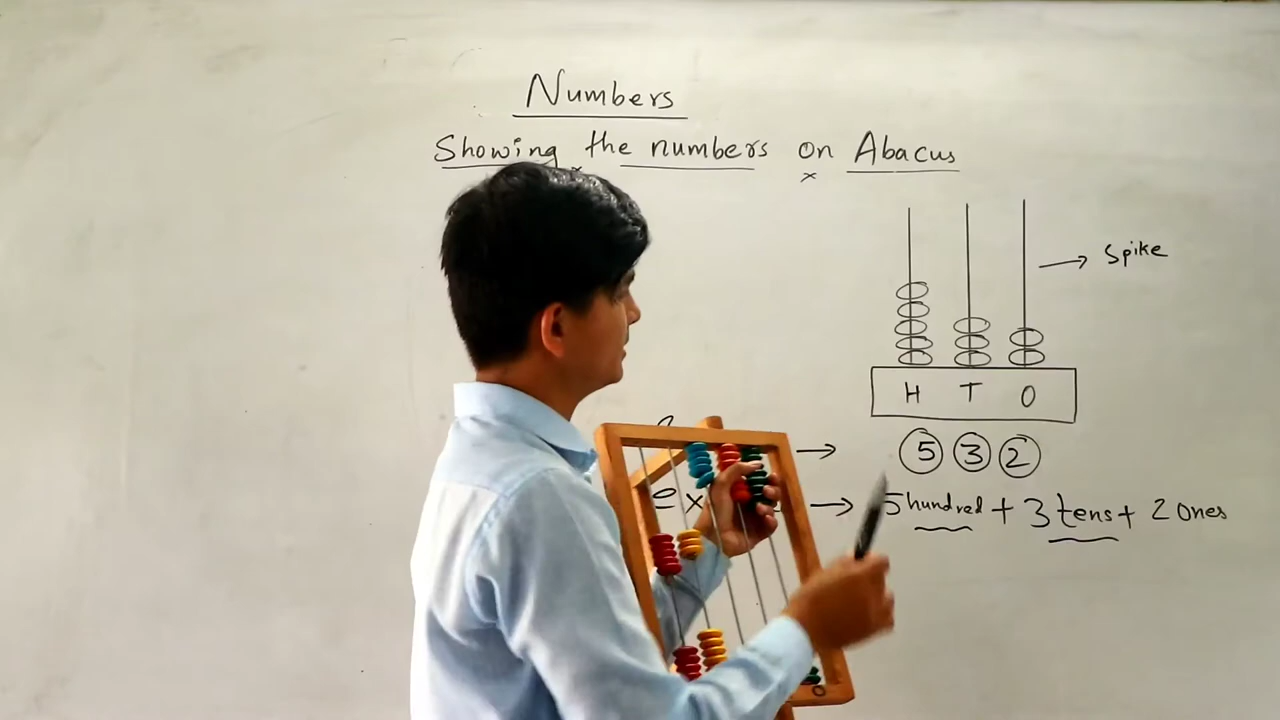 Numbers
Showing the numbers on Abacus
→ Spike
H T O
→ 5 3 2
→ 5 hundred + 3 tens + 2 Ones
O